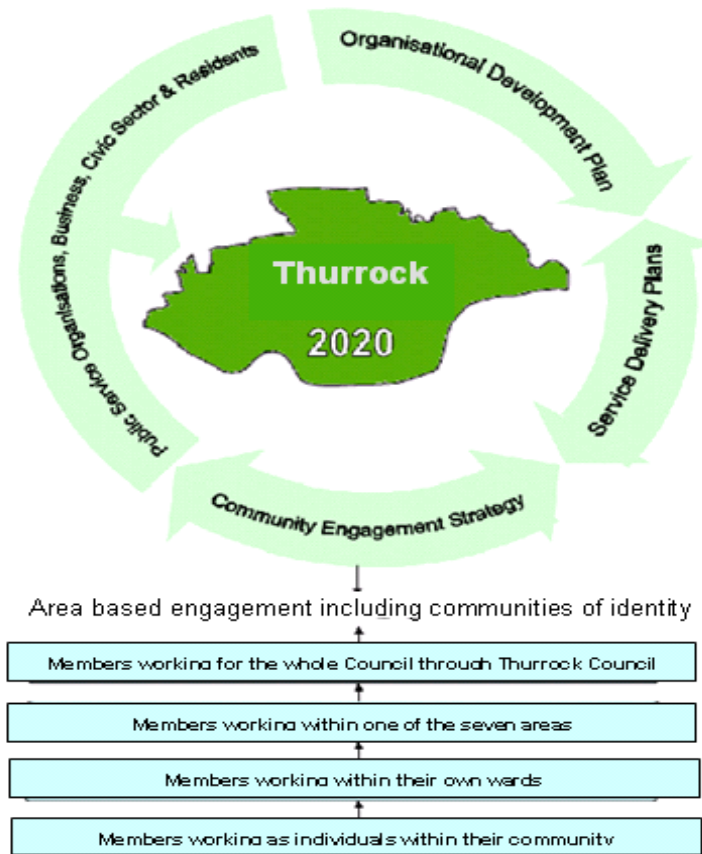 Organisational Development Plan
Public Service Organisations, Business, Civic Sector & Residents
Thurrock
2020
Service Delivery Plans
Community Engagement Strategy
Area based engagement including communities of identity
Members working for the whole Council through Thurrock Council
Members working within one of the seven areas
Members working within their own wards
Members working as individuals within their community